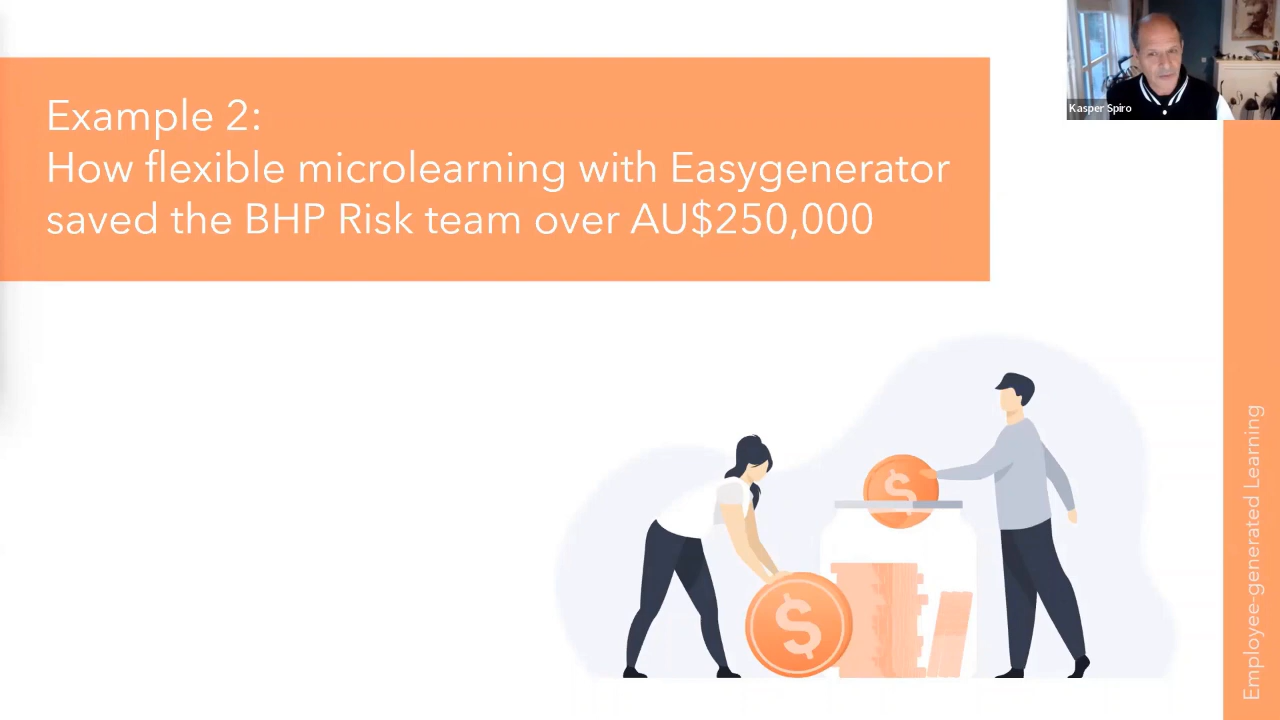 Example 2:
How flexible microlearning with Easygenerator
saved the BHP Risk team over AU$250,000
Kasper Spiro
$
$
Employee-generated Learning